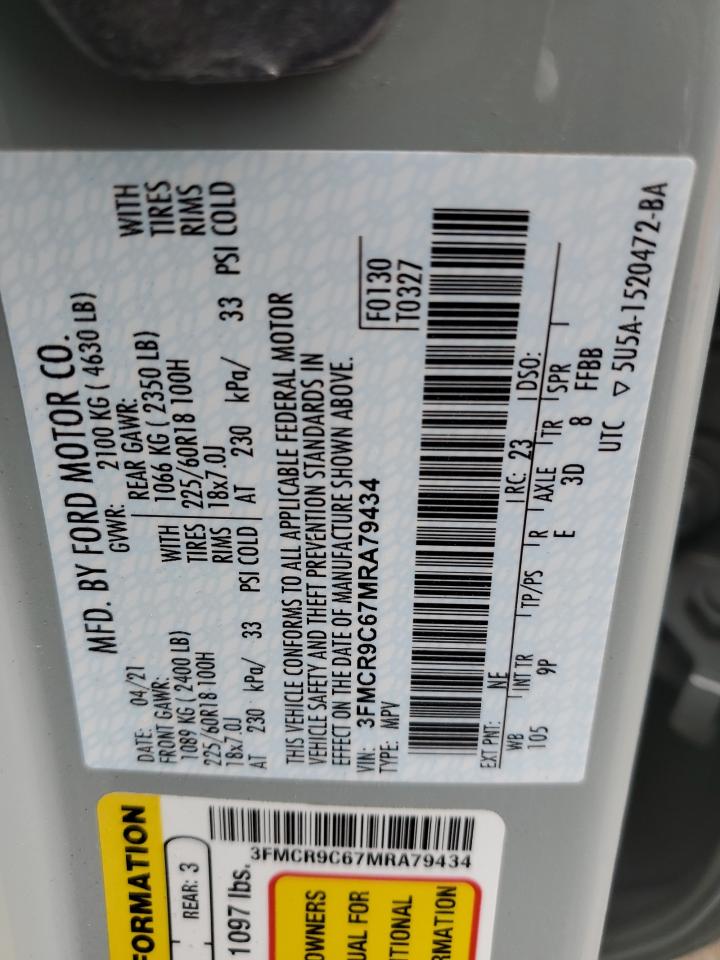 MFD. BY FORD MOTOR CO.
DATE: 04/21 GVWR: 2100 KG ( 4630 LB)
FRONT GAWR: REAR GAWR:
1089 KG ( 2400 LB) WITH 1066 KG ( 2350 LB) WITH
225/60R18 100H TIRES 225/60R18 100H TIRES
18x7.0J RIMS 18x7.0J RIMS
AT 230 kPa/ 33 PSI COLD AT 230 kPa/ 33 PSI COLD
THIS VEHICLE CONFORMS TO ALL APPLICABLE FEDERAL MOTOR
VEHICLE SAFETY AND THEFT PREVENTION STANDARDS IN
EFFECT ON THE DATE OF MANUFACTURE SHOWN ABOVE.
VIN: 3FMCR9C67MRA79434 F0130
TYPE: MPV T0327
EXT PNT: NE RC: 23 DSO:
WB INT TR TP/PS R AXLE TR SPR
105 9P E 3D 8 FFBB
UTC ▽ 5U5A-1520472-BA
FORMATION
REAR: 3
1097 lbs.
3FMCR9C67MRA79434
OWNERS
UAL FOR
ITIONAL
RMATION